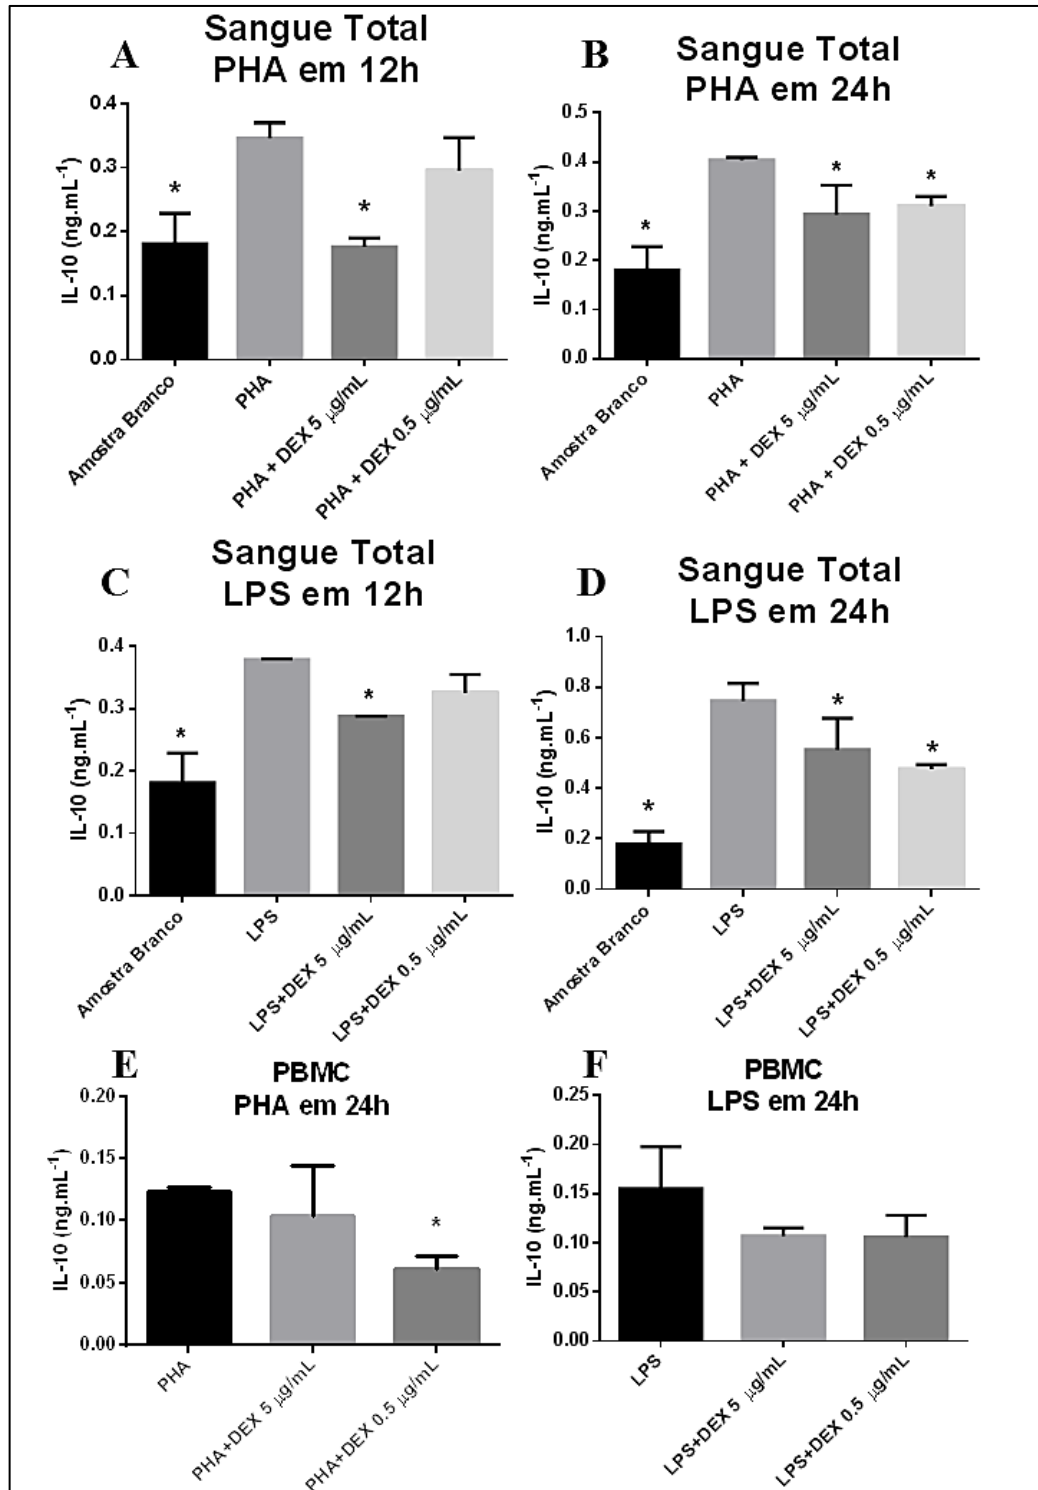 A
Sangue Total
PHA em 12h
IL-10 (ng.mL-1)
0.4
0.3
0.2
0.1
0.0
*
*
Amostra Branco
PHA
PHA + DEX 5 µg/mL
PHA + DEX 0.5 µg/mL
B
Sangue Total
PHA em 24h
IL-10 (ng.mL-1)
0.5
0.4
0.3
0.2
0.1
0.0
*
*
*
Amostra Branco
PHA
PHA + DEX 5 µg/mL
PHA + DEX 0.5 µg/mL
C
Sangue Total
LPS em 12h
IL-10 (ng.mL-1)
0.4
0.3
0.2
0.1
0.0
*
*
Amostra Branco
LPS
LPS+DEX 5 µg/mL
LPS+DEX 0.5 µg/mL
D
Sangue Total
LPS em 24h
IL-10 (ng.mL-1)
1.0
0.8
0.6
0.4
0.2
0.0
*
*
*
Amostra Branco
LPS
LPS+DEX 5 µg/mL
LPS+DEX 0.5 µg/mL
E
PBMC
PHA em 24h
IL-10 (ng.mL-1)
0.20
0.15
0.10
0.05
0.00
*
PHA
PHA+DEX 5 µg/mL
PHA+DEX 0.5 µg/mL
F
PBMC
LPS em 24h
IL-10 (ng.mL-1)
0.25
0.20
0.15
0.10
0.05
0.00
LPS
LPS+DEX 5 µg/mL
LPS+DEX 0.5 µg/mL